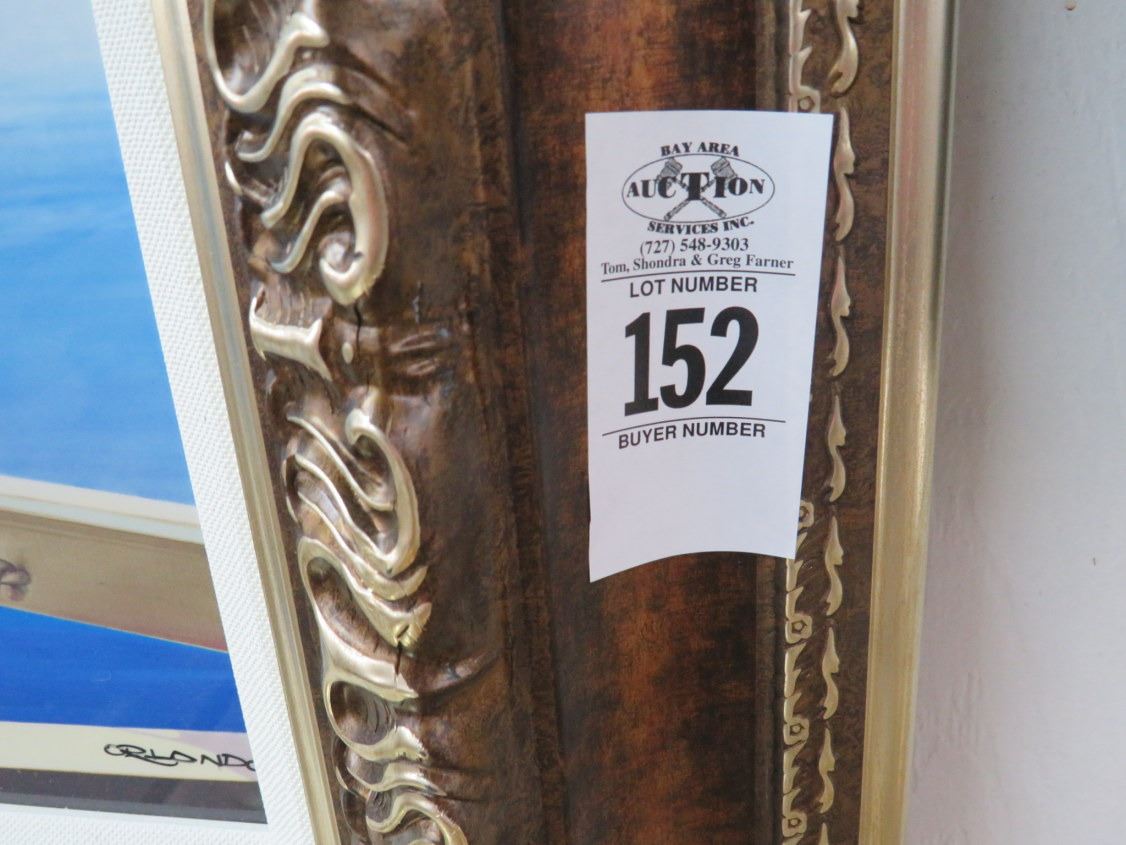 BAY AREA
AUCTION
SERVICES INC.
(727) 548-9303
Tom, Shondra & Greg Farner
LOT NUMBER
152
BUYER NUMBER
ORLANDO